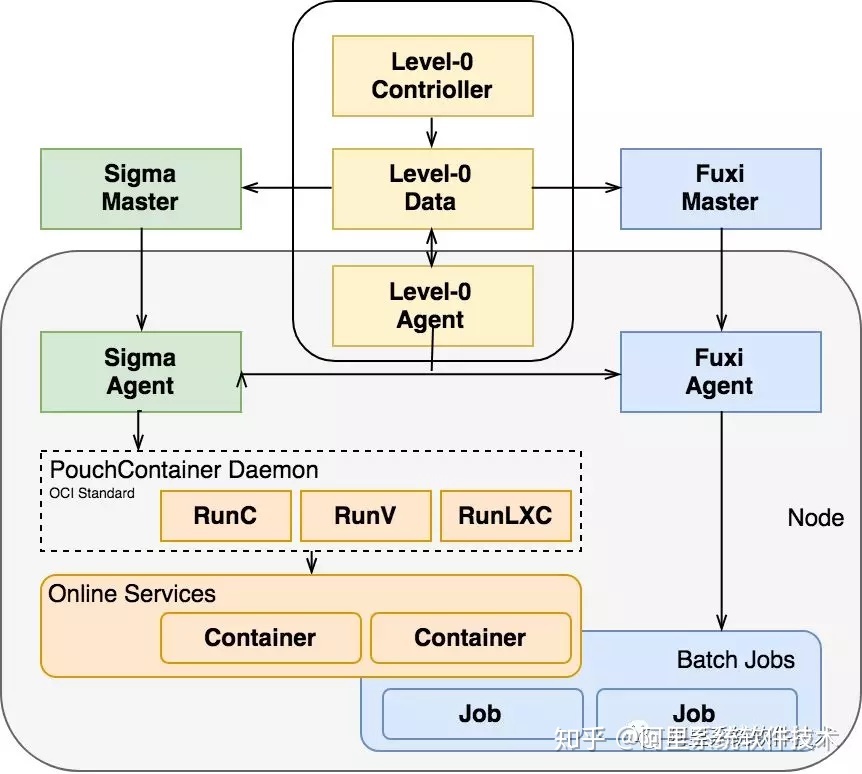 Level-0
Contrioller
Sigma
Master
Level-0
Data
Fuxi
Master
Level-0
Agent
Sigma
Agent
Fuxi
Agent
PouchContainer Daemon
OCI Standard
RunC
RunV
RunLXC
Node
Online Services
Container
Container
Batch Jobs
Job
Job
知乎 @阿里系统软件技术